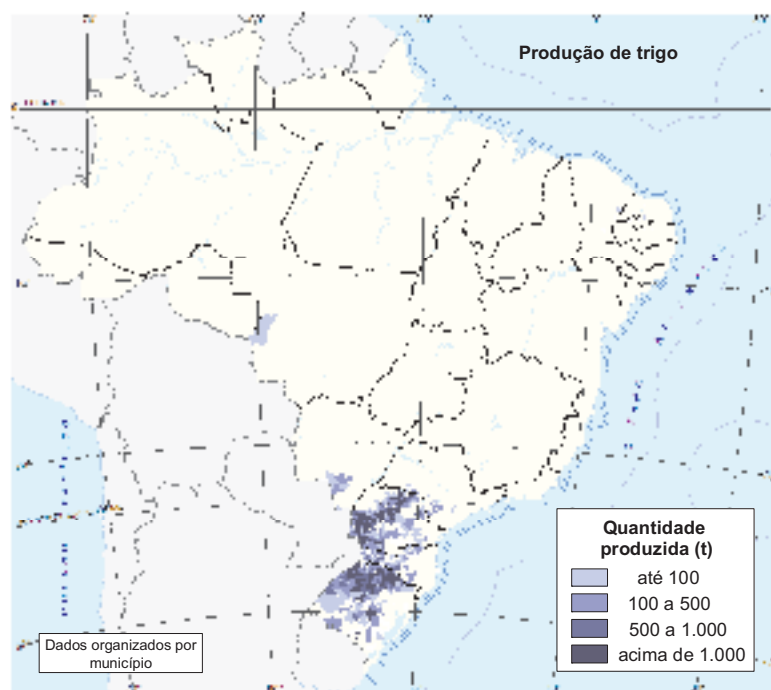 Produção de trigo
Quantidade
produzida (t)
até 100
100 a 500
500 a 1.000
acima de 1.000
Dados organizados por
município